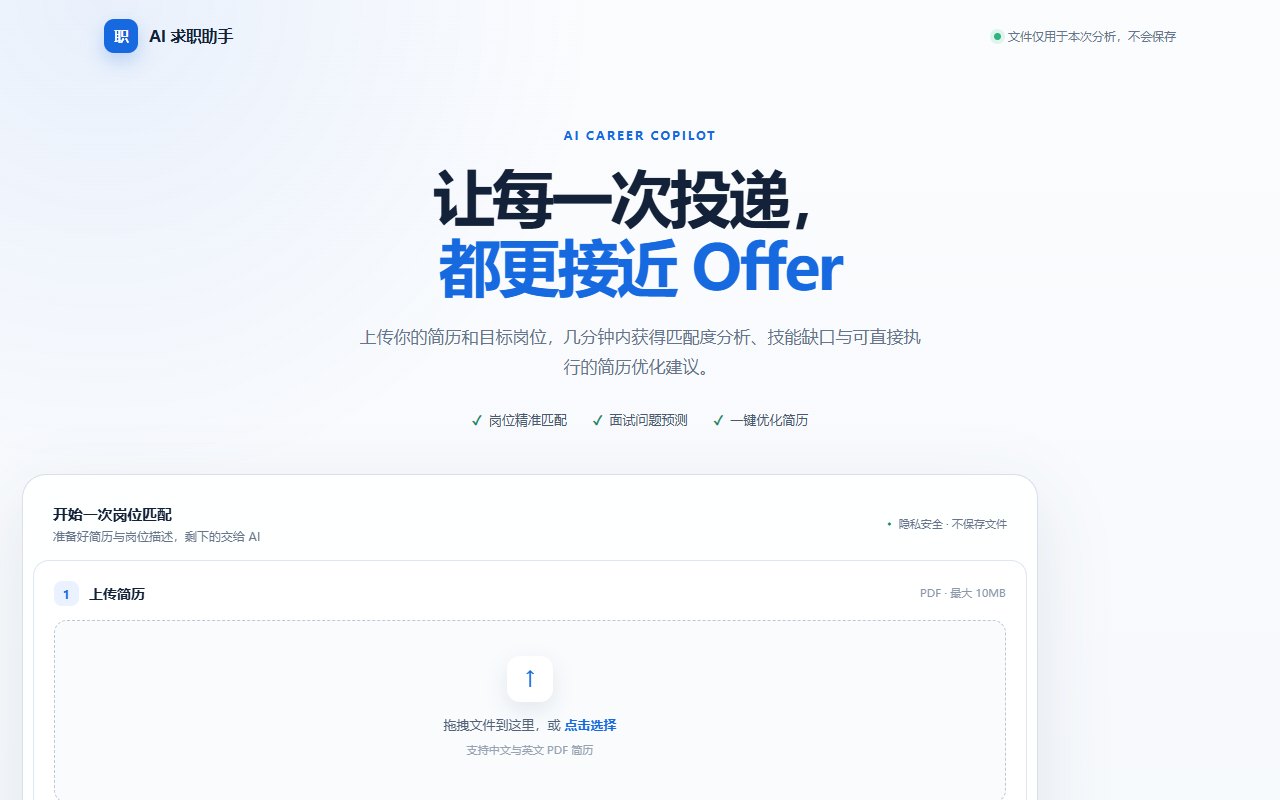 职 AI 求职助手
文件仅用于本次分析，不会保存
AI CAREER COPILOT
让每一次投递，
都更接近 Offer
上传你的简历和目标岗位，几分钟内获得匹配度分析、技能缺口与可直接执
行的简历优化建议。
✓ 岗位精准匹配 ✓ 面试问题预测 ✓ 一键优化简历
开始一次岗位匹配
准备好简历与岗位描述，剩下的交给 AI
• 隐私安全 · 不保存文件
1 上传简历
PDF · 最大 10MB
↑
拖拽文件到这里，或 点击选择
支持中文与英文 PDF 简历